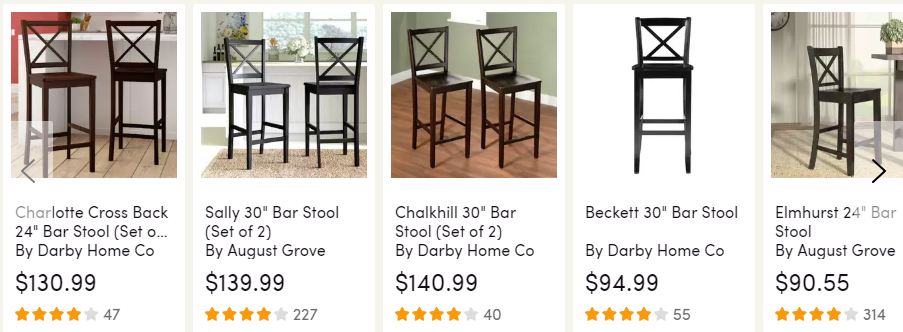 Charlotte Cross Back
24" Bar Stool (Set o...
By Darby Home Co
$130.99
47
Sally 30" Bar Stool
(Set of 2)
By August Grove
$139.99
227
Chalkhill 30" Bar
Stool (Set of 2)
By Darby Home Co
$140.99
40
Beckett 30" Bar Stool
By Darby Home Co
$94.99
55
Elmhurst 24" Bar
Stool
By August Grove
$90.55
314